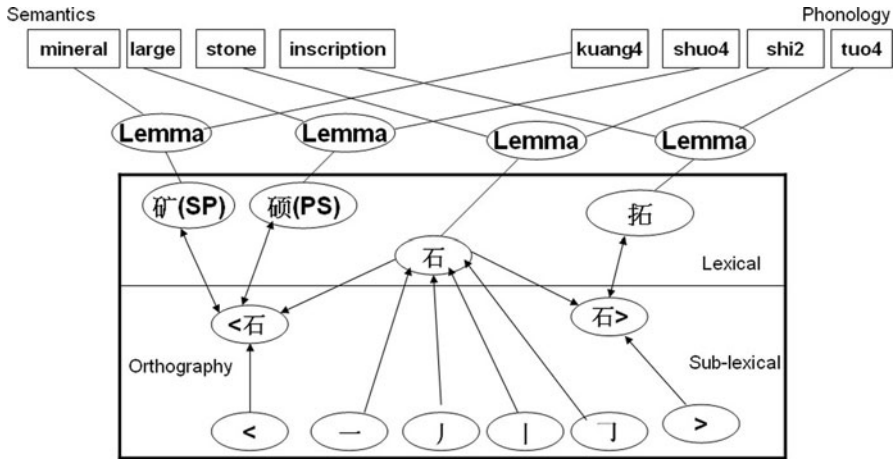 Semantics Phonology
mineral large stone inscription kuang4 shuo4 shi2 tuo4
Lemma Lemma Lemma Lemma
矿(SP) 硕(PS) 拓
石
Lexical
<石 石>
Orthography Sub-lexical
< 一 丿 | ㇆ >